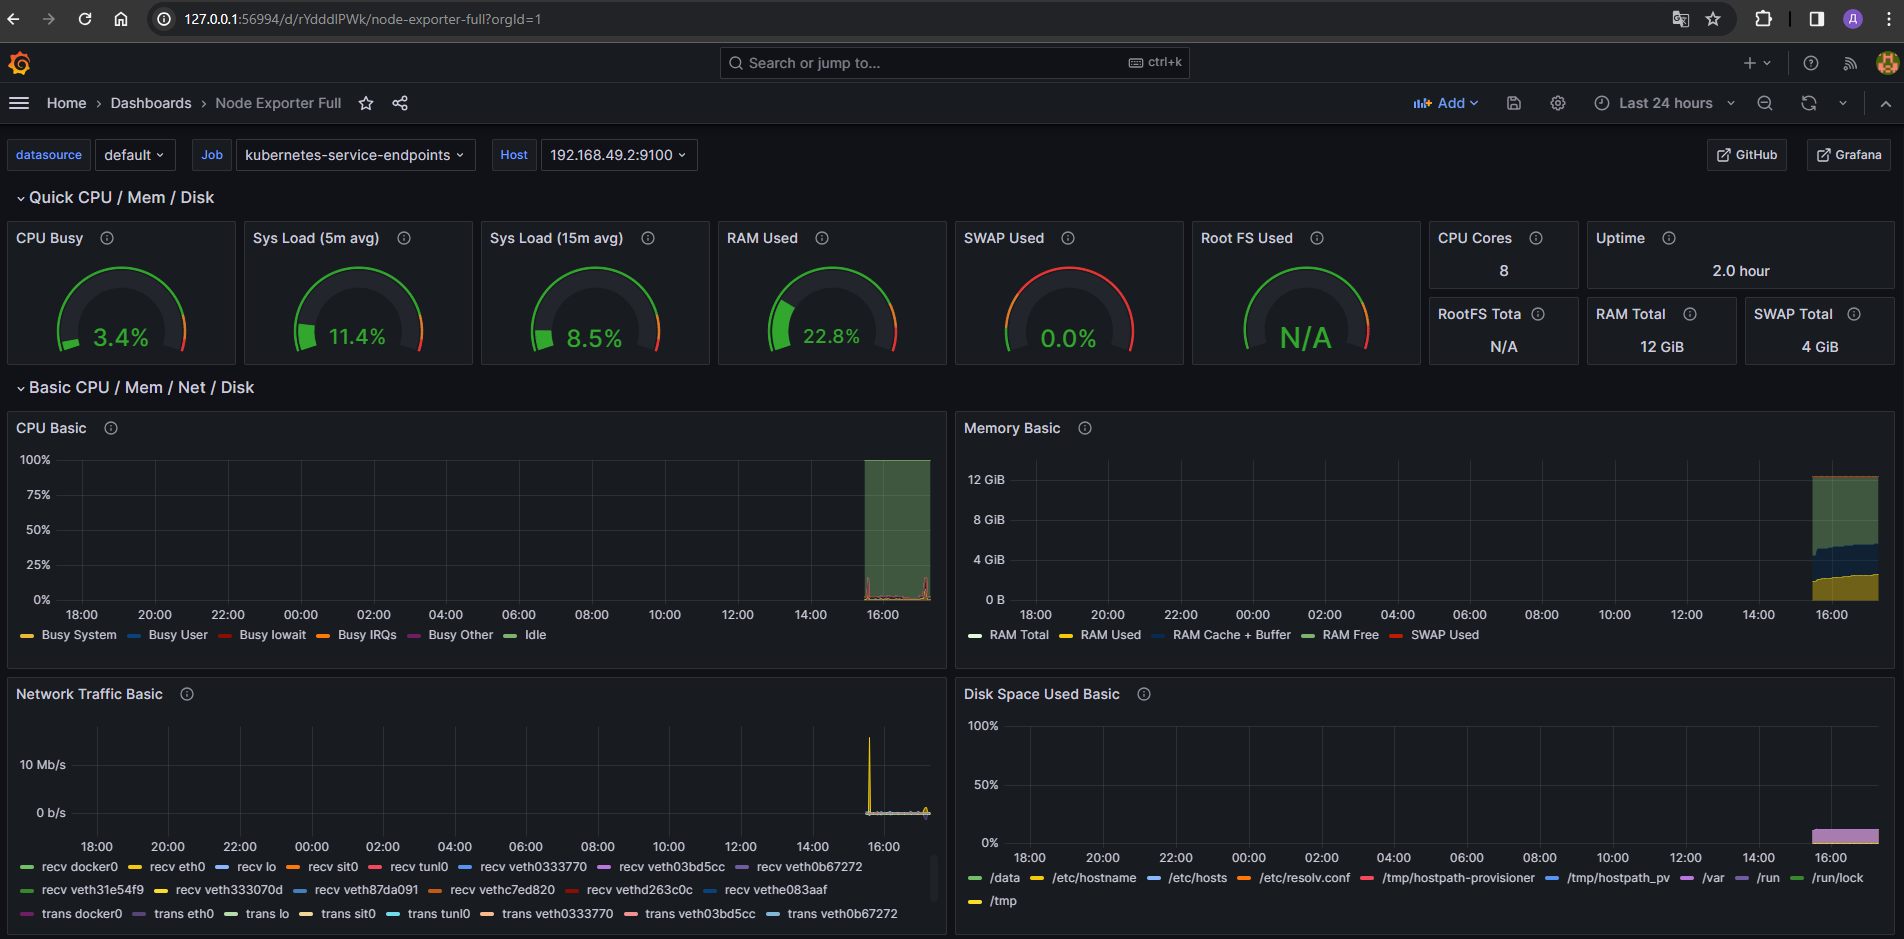 127.0.0.1:56994/d/rYdddlPWk/node-exporter-full?orgId=1
Д
Search or jump to... ctrl+k
Home › Dashboards › Node Exporter Full Add Last 24 hours
datasource default Job kubernetes-service-endpoints Host 192.168.49.2:9100 GitHub Grafana
Quick CPU / Mem / Disk
CPU Busy Sys Load (5m avg) Sys Load (15m avg) RAM Used SWAP Used Root FS Used CPU Cores Uptime
8 2.0 hour
RootFS Tota RAM Total SWAP Total
3.4% 11.4% 8.5% 22.8% 0.0% N/A N/A 12 GiB 4 GiB
Basic CPU / Mem / Net / Disk
CPU Basic
100%
75%
50%
25%
0%
18:00 20:00 22:00 00:00 02:00 04:00 06:00 08:00 10:00 12:00 14:00 16:00
Busy System Busy User Busy Iowait Busy IRQs Busy Other Idle
Memory Basic
12 GiB
8 GiB
4 GiB
0 B
18:00 20:00 22:00 00:00 02:00 04:00 06:00 08:00 10:00 12:00 14:00 16:00
RAM Total RAM Used RAM Cache + Buffer RAM Free SWAP Used
Network Traffic Basic
10 Mb/s
0 b/s
18:00 20:00 22:00 00:00 02:00 04:00 06:00 08:00 10:00 12:00 14:00 16:00
recv docker0 recv eth0 recv lo recv sit0 recv tunl0 recv veth0333770 recv veth03bd5cc recv veth0b67272
recv veth31e54f9 recv veth333070d recv veth87da091 recv vethc7ed820 recv vethd263c0c recv vethe083aaf
trans docker0 trans eth0 trans lo trans sit0 trans tunl0 trans veth0333770 trans veth03bd5cc trans veth0b67272
Disk Space Used Basic
100%
50%
0%
18:00 20:00 22:00 00:00 02:00 04:00 06:00 08:00 10:00 12:00 14:00 16:00
/data /etc/hostname /etc/hosts /etc/resolv.conf /tmp/hostpath-provisioner /tmp/hostpath_pv /var /run /run/lock
/tmp